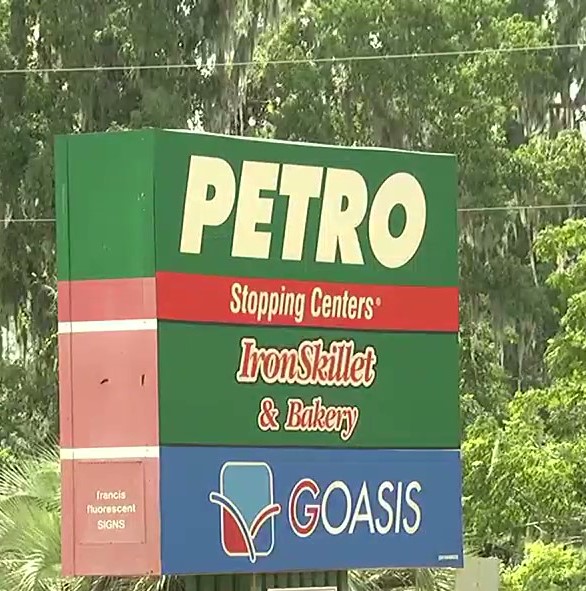 PETRO
Stopping Centers®
IronSkillet
& Bakery
GOASIS
francis
fluorescent
SIGNS